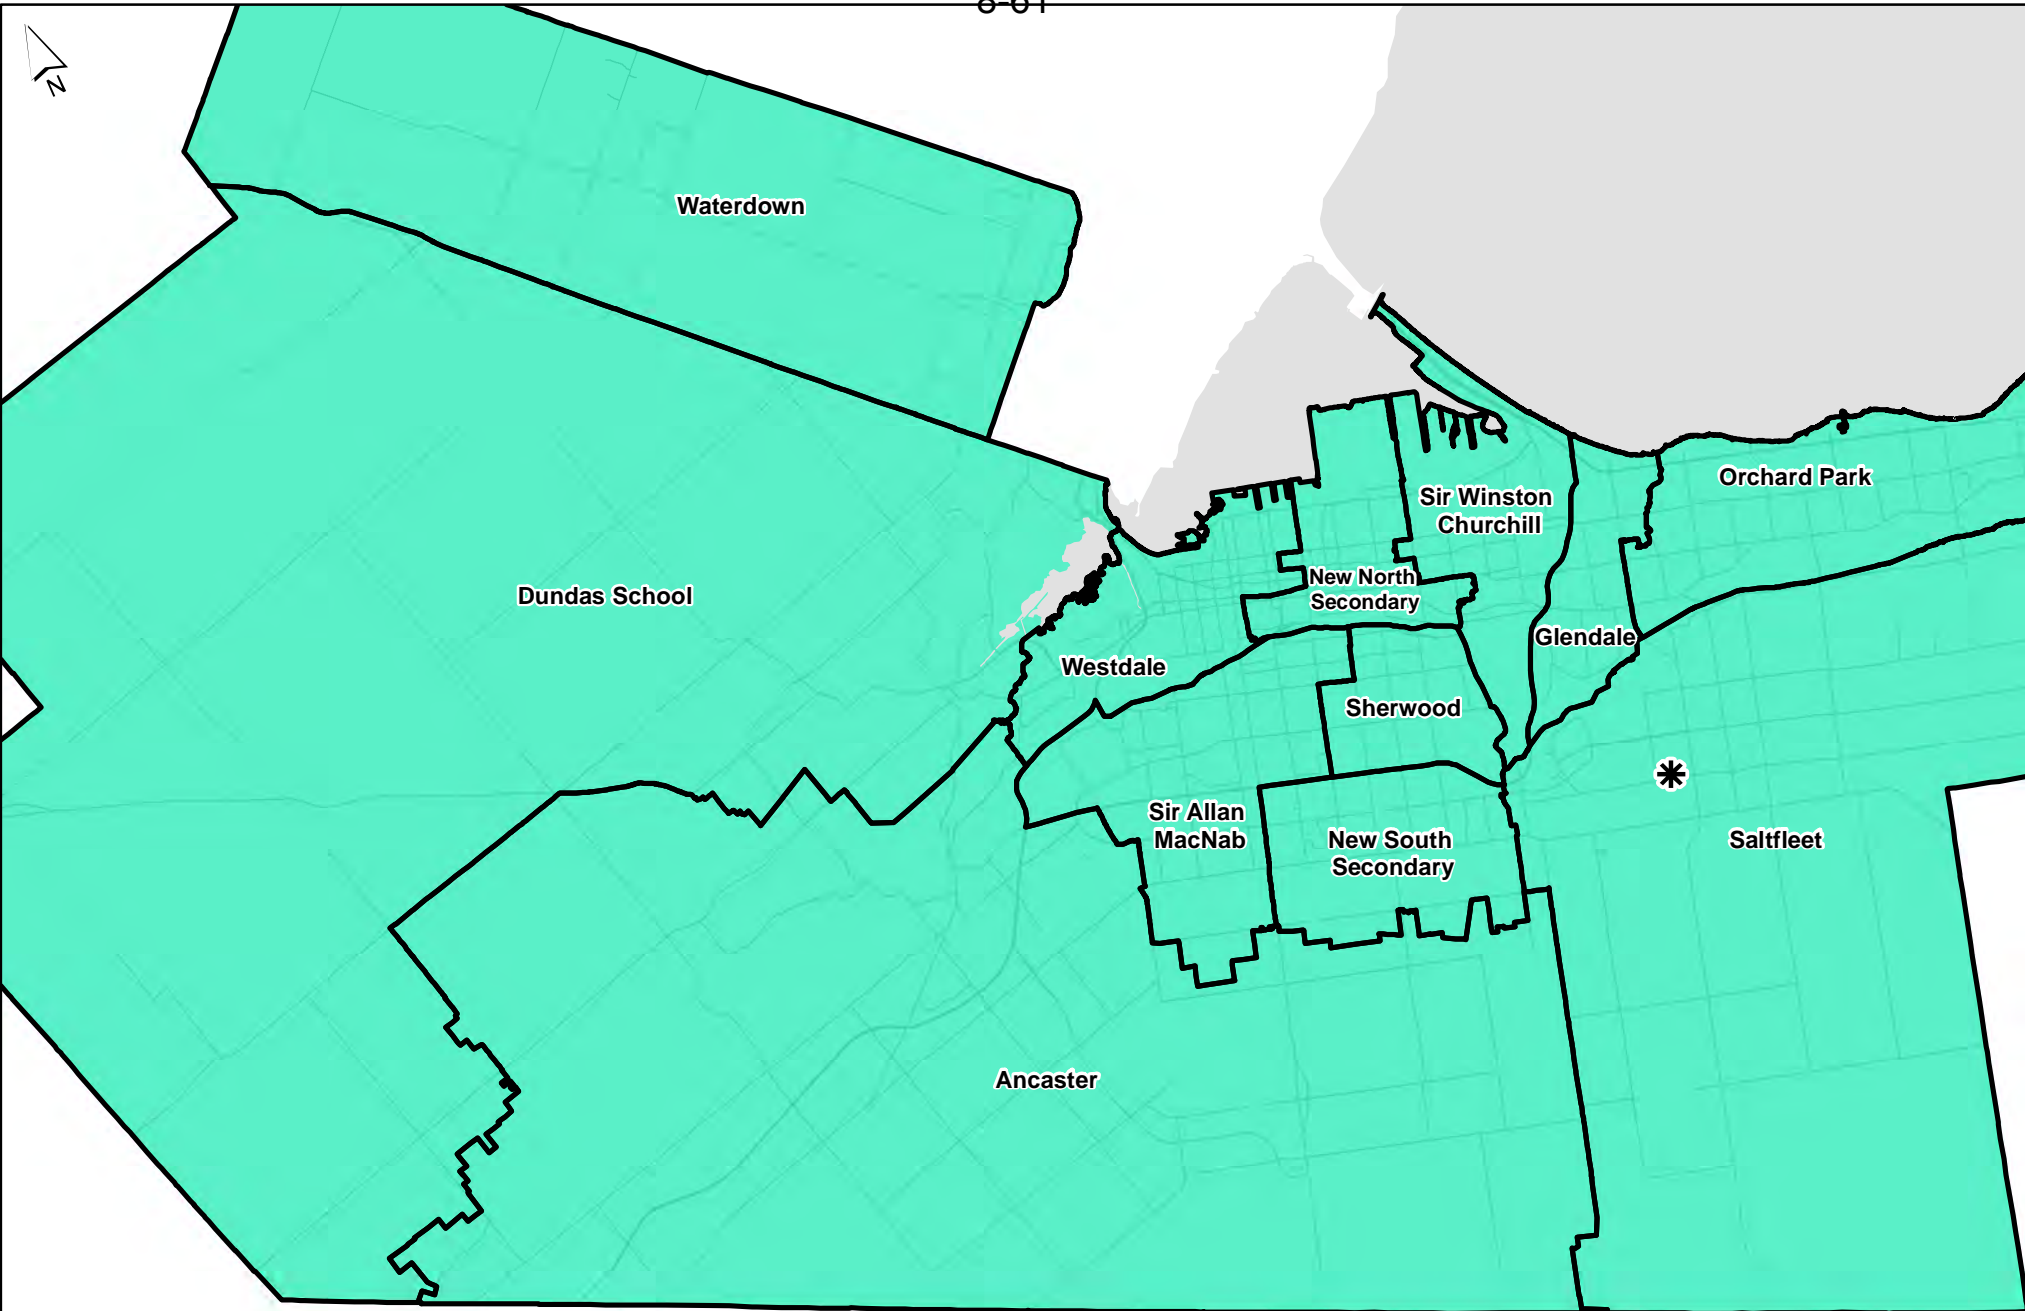 N
Waterdown
Orchard Park
Sir Winston
Churchill
New North
Secondary
Dundas School
Glendale
Westdale
Sherwood
Sir Allan
MacNab
New South
Secondary
Saltfleet
Ancaster